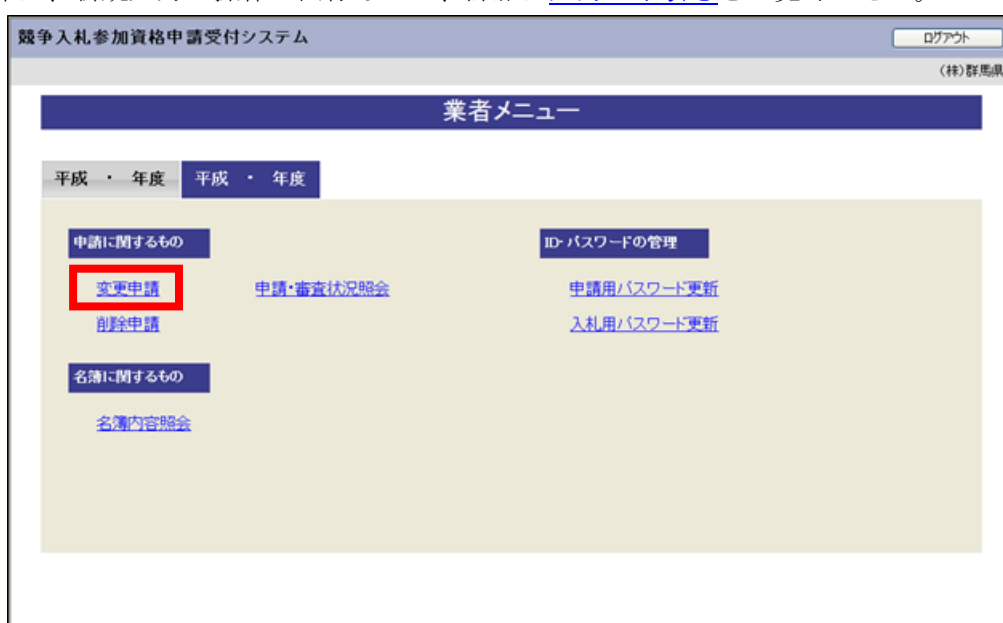 競争入札参加資格申請受付システム ログアウト
(株)群馬県
業者メニュー
平成 ・ 年度 平成 ・ 年度
申請に関するもの ID・パスワードの管理
変更申請 申請・審査状況照会 申請用パスワード更新
削除申請 入札用パスワード更新
名簿に関するもの
名簿内容照会